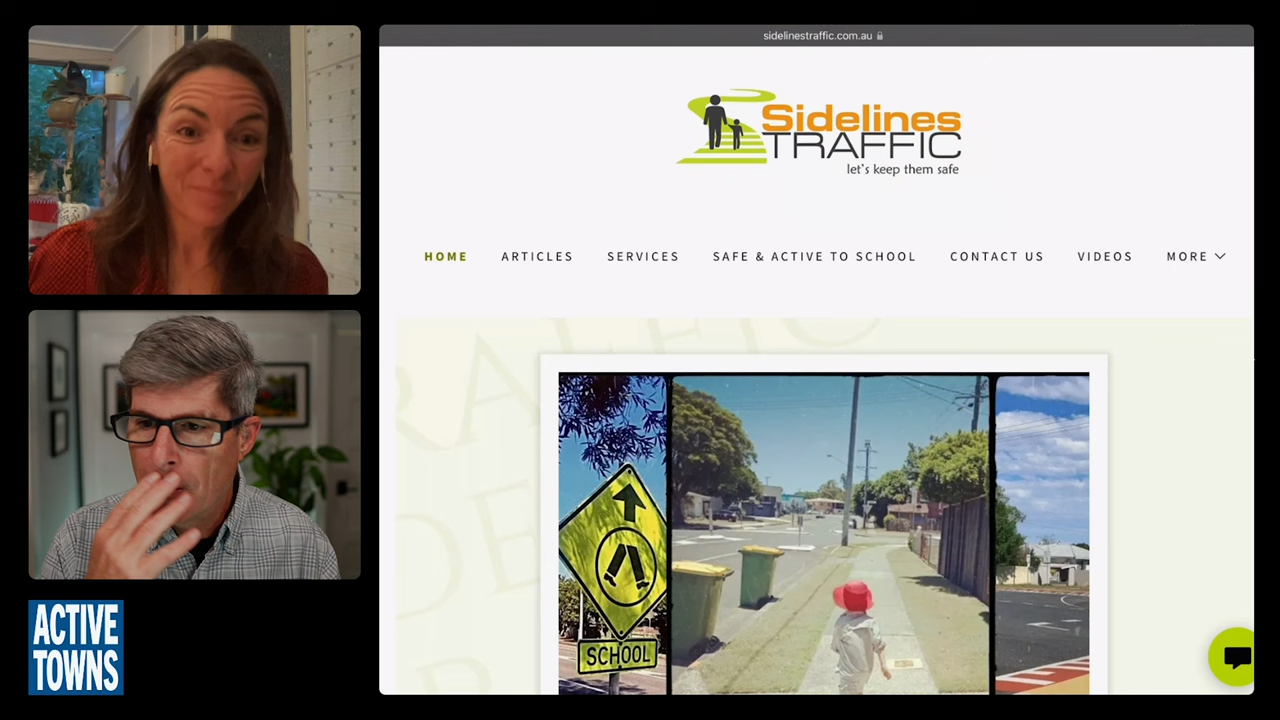 sidelinestraffic.com.au
Sidelines
TRAFFIC
let's keep them safe
HOME ARTICLES SERVICES SAFE & ACTIVE TO SCHOOL CONTACT US VIDEOS MORE
TRAFFIC
SCHOOL
ACTIVE
TOWNS